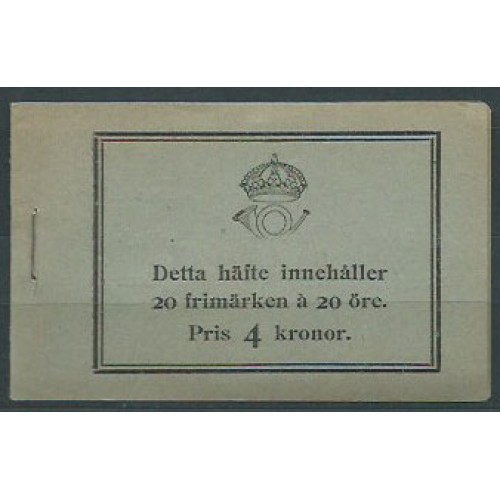 Detta häfte innehåller
20 frimärken à 20 öre.
Pris 4 kronor.